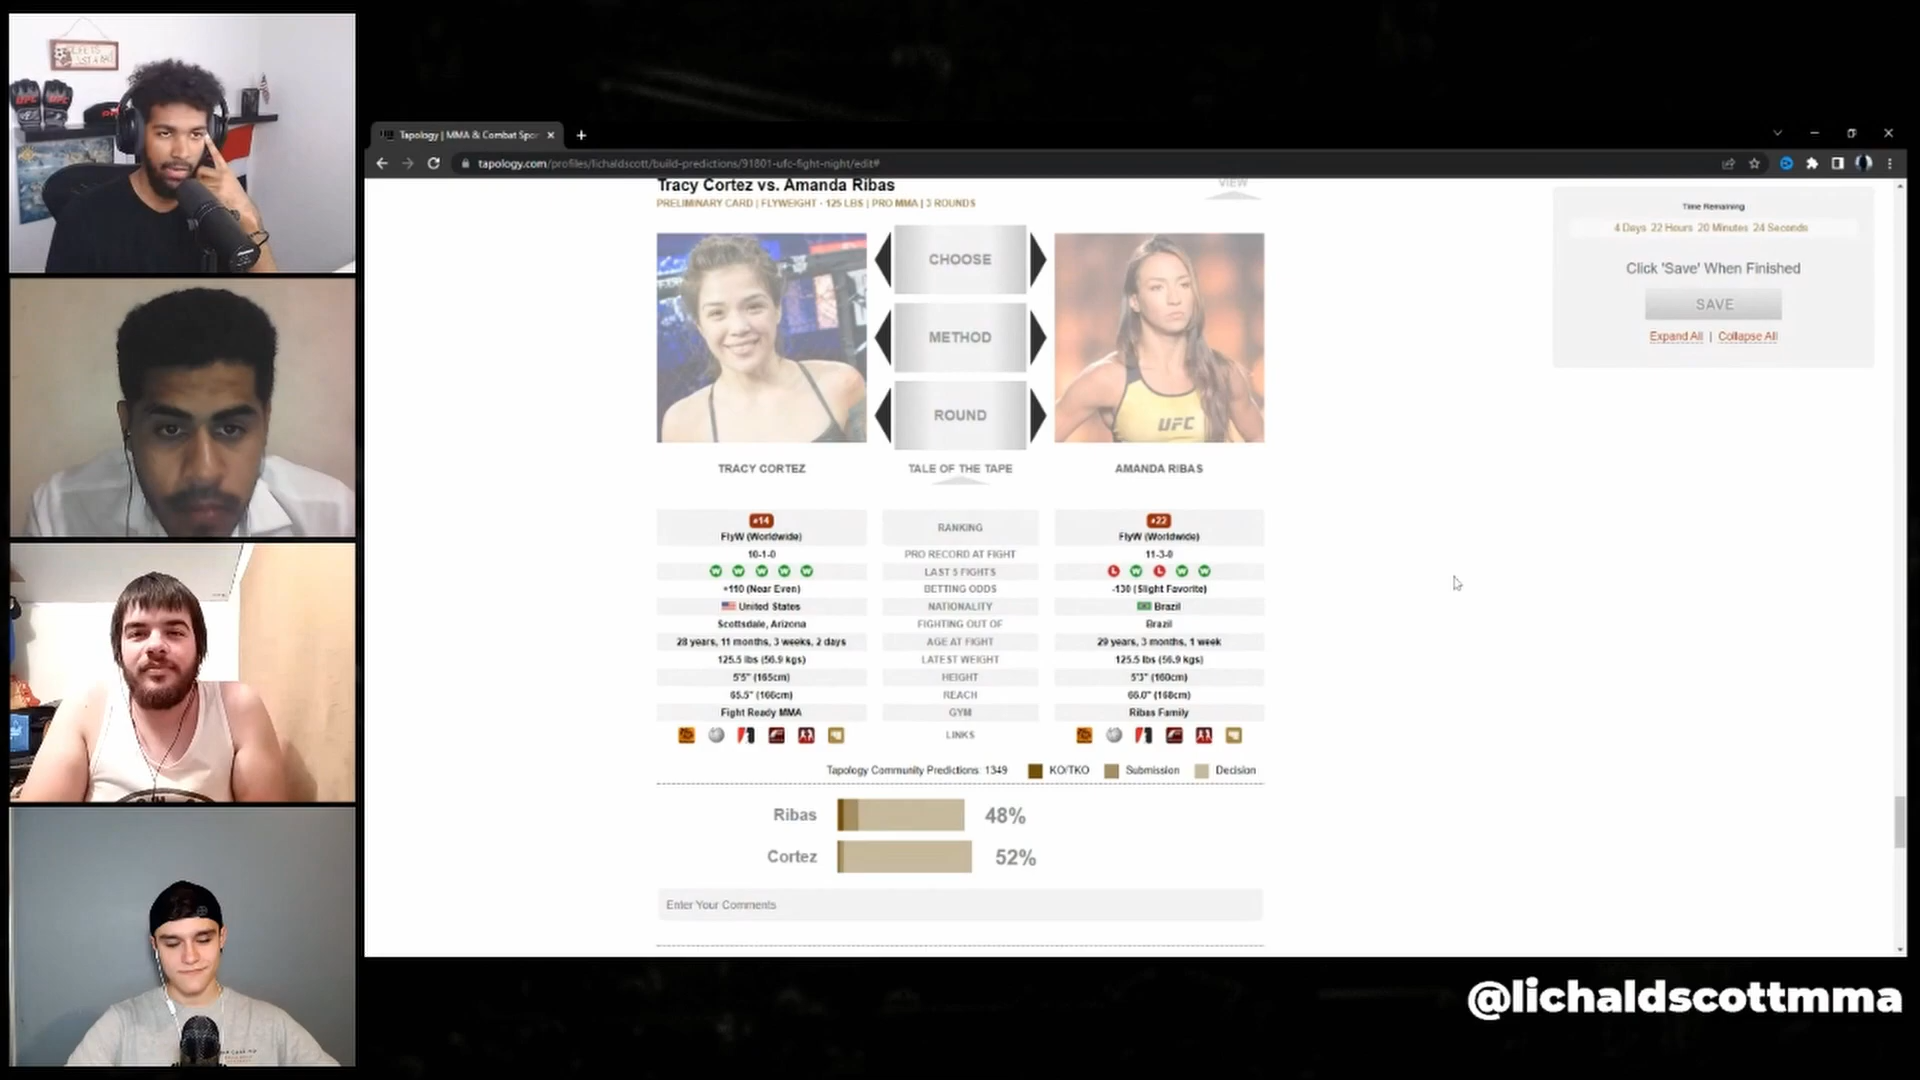 Tapology | MMA & Combat Spor
tapology.com/profiles/lichaldscott/build-predictions/91801-ufc-fight-night/edit#
Tracy Cortez vs. Amanda Ribas
VIEW
PRELIMINARY CARD | FLYWEIGHT · 125 LBS | PRO MMA | 3 ROUNDS
CHOOSE
METHOD
ROUND
UFC
TRACY CORTEZ
TALE OF THE TAPE
AMANDA RIBAS
#14
FlyW (Worldwide)
RANKING
#22
FlyW (Worldwide)
10-1-0
PRO RECORD AT FIGHT
11-3-0
W W W W W
LAST 5 FIGHTS
L W L W W
+110 (Near Even)
BETTING ODDS
-130 (Slight Favorite)
United States
NATIONALITY
Brazil
Scottsdale, Arizona
FIGHTING OUT OF
Brazil
28 years, 11 months, 3 weeks, 2 days
AGE AT FIGHT
29 years, 3 months, 1 week
125.5 lbs (56.9 kgs)
LATEST WEIGHT
125.5 lbs (56.9 kgs)
5'5" (165cm)
HEIGHT
5'3" (160cm)
65.5" (166cm)
REACH
66.0" (168cm)
Fight Ready MMA
GYM
Ribas Family
LINKS
Tapology Community Predictions: 1349
KO/TKO
Submission
Decision
Ribas
48%
Cortez
52%
Enter Your Comments
Time Remaining
4 Days 22 Hours 20 Minutes 24 Seconds
Click 'Save' When Finished
SAVE
Expand All | Collapse All
@lichaldscottmma
UFC
UFC